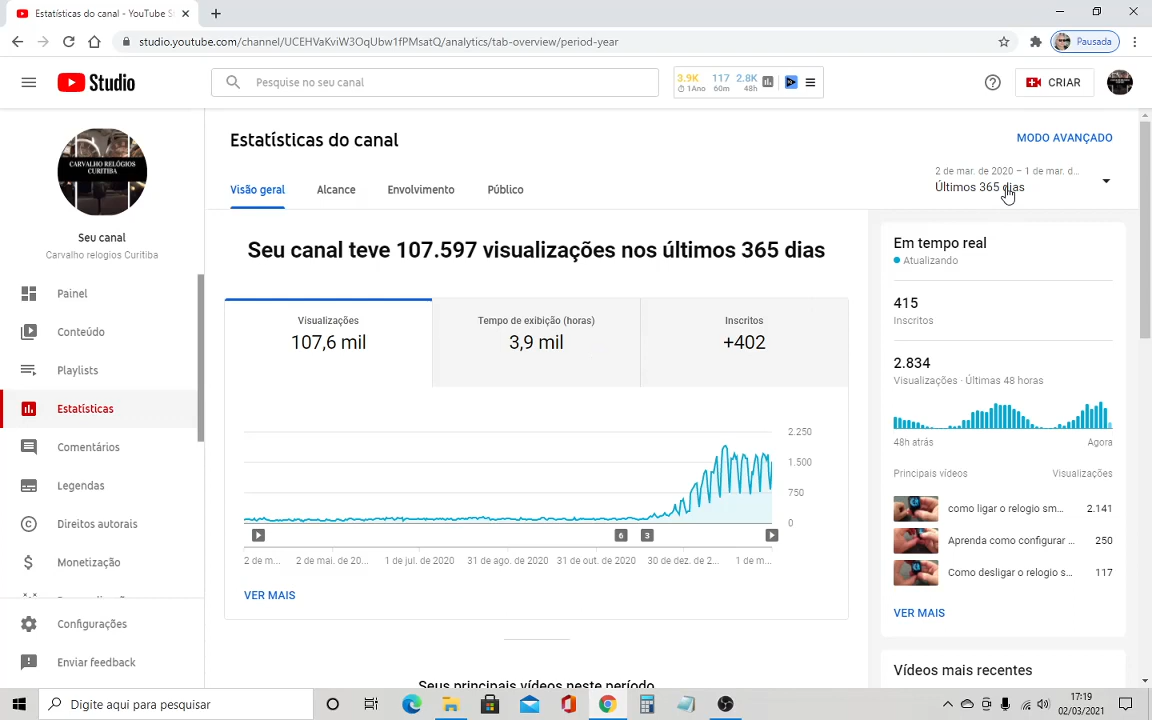 Estatísticas do canal - YouTube S
studio.youtube.com/channel/UCEHVaKviW3OqUbw1fPMsatQ/analytics/tab-overview/period-year
Pausada
Studio
Pesquise no seu canal
3.9K 117 2.8K
1Ano 60m 48h
CRIAR
CARVALHO RELÓGIOS
CURITIBA
Seu canal
Carvalho relogios Curitiba
Painel
Conteúdo
Playlists
Estatísticas
Comentários
Legendas
Direitos autorais
Monetização
Configurações
Enviar feedback
Estatísticas do canal
MODO AVANÇADO
Visão geral
Alcance
Envolvimento
Público
2 de mar. de 2020 – 1 de mar. d...
Últimos 365 dias
Seu canal teve 107.597 visualizações nos últimos 365 dias
Visualizações
107,6 mil
Tempo de exibição (horas)
3,9 mil
Inscritos
+402
2.250
1.500
750
0
6
3
2 de m... 2 de mai. de 20... 1 de jul. de 2020 31 de ago. de 2020 31 de out. de 2020 30 de dez. de 2... 1 de m...
VER MAIS
Seus principais vídeos neste período
Em tempo real
Atualizando
415
Inscritos
2.834
Visualizações · Últimas 48 horas
48h atrás Agora
Principais vídeos Visualizações
como ligar o relogio sm... 2.141
Aprenda como configurar ... 250
Como desligar o relogio s... 117
VER MAIS
Vídeos mais recentes
Digite aqui para pesquisar
17:19
02/03/2021